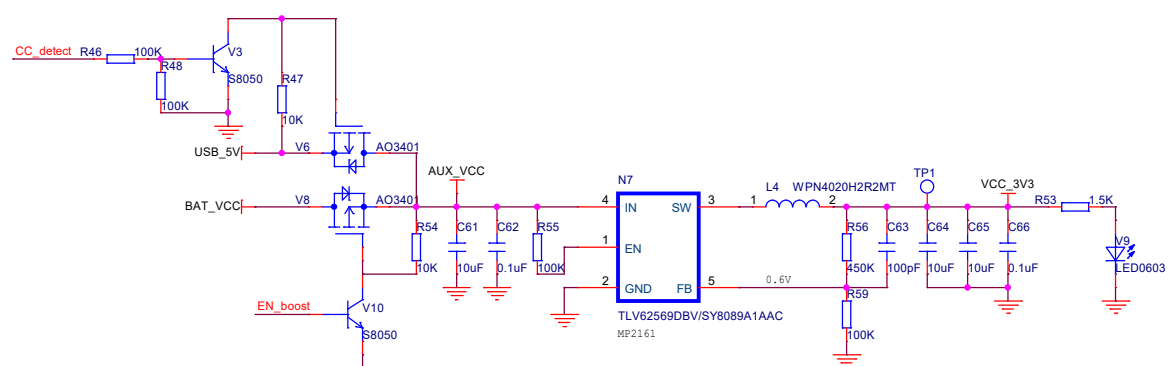 CC_detect
R46
100K
V3
R48
S8050
R47
100K
10K
USB_5V
V6
AO3401
AUX_VCC
TP1
N7
L4
WPN4020H2R2MT
VCC_3V3
BAT_VCC
V8
AO3401
4
IN
SW
3
1
2
R53
1.5K
R54
C61
C62
R55
R56
C63
C64
C65
C66
V9
1
EN
10K
10uF
0.1uF
100K
450K
100pF
10uF
10uF
0.1uF
LED0603
2
GND
FB
5
0.6V
R59
EN_boost
V10
TLV62569DBV/SY8089A1AAC
MP2161
100K
S8050